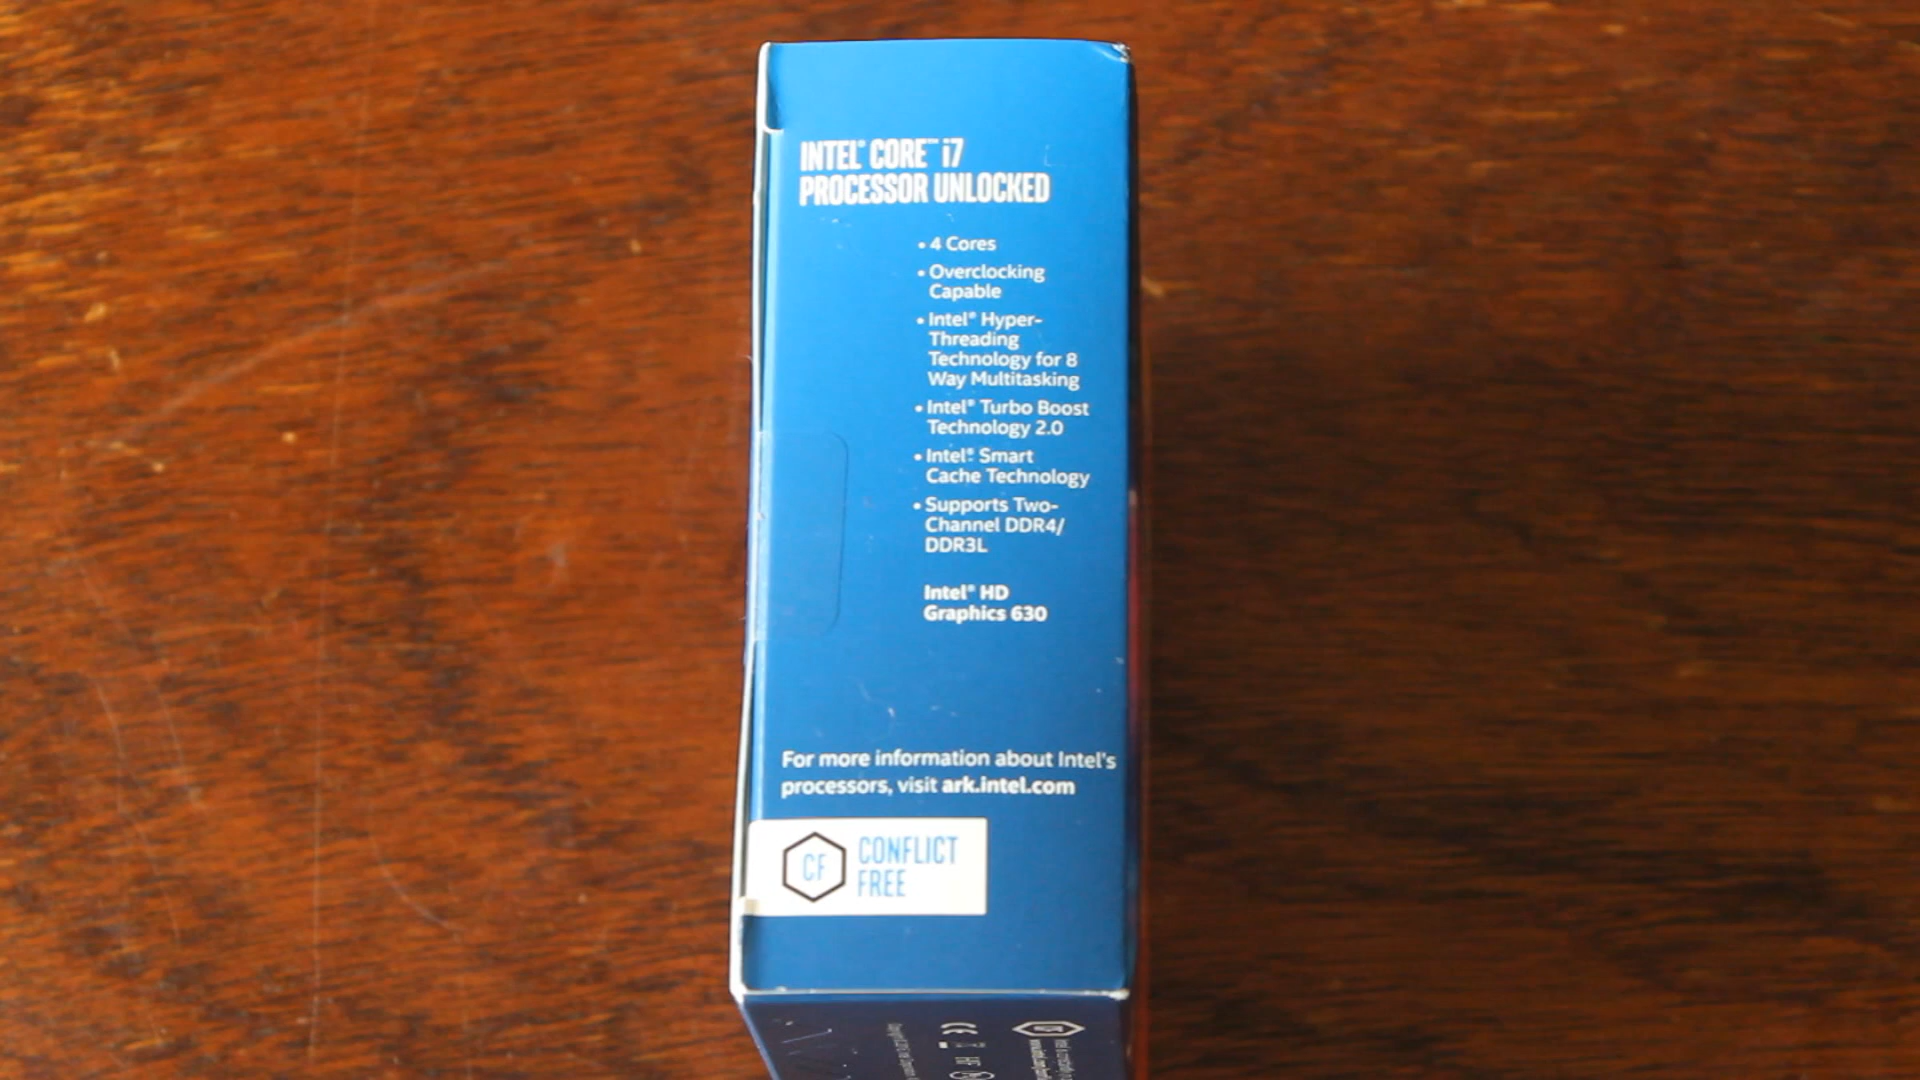 INTEL® CORE™ i7
PROCESSOR UNLOCKED
• 4 Cores
• Overclocking
Capable
• Intel® Hyper-
Threading
Technology for 8
Way Multitasking
• Intel® Turbo Boost
Technology 2.0
• Intel® Smart
Cache Technology
• Supports Two-
Channel DDR4/
DDR3L
Intel® HD
Graphics 630
For more information about Intel's
processors, visit ark.intel.com
CF CONFLICT
FREE
CE